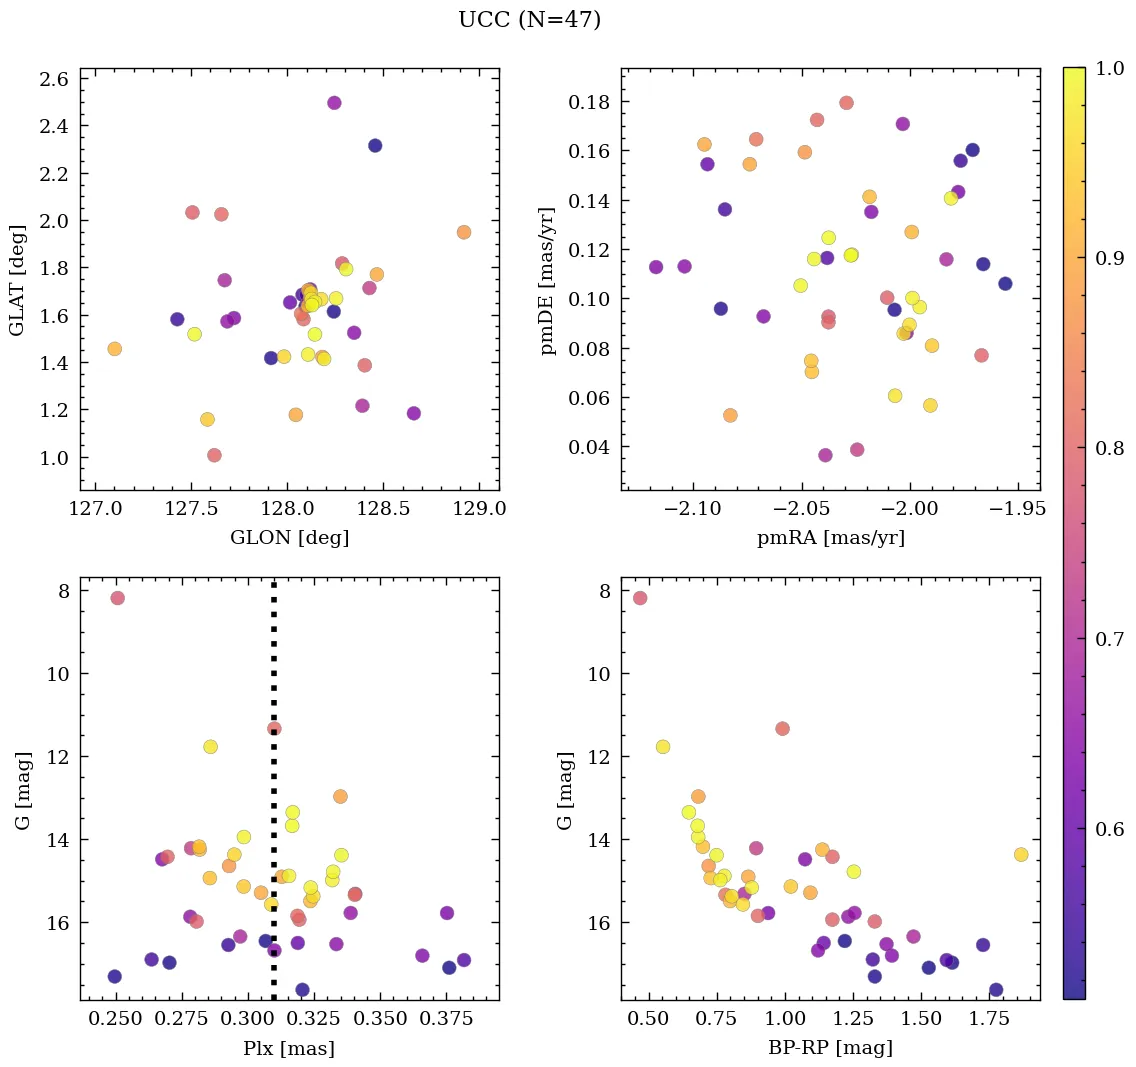 UCC (N=47)
2.6
2.4
2.2
2.0
1.8
1.6
1.4
1.2
1.0
GLAT [deg]
127.0 127.5 128.0 128.5 129.0
GLON [deg]
0.18
0.16
0.14
0.12
0.10
0.08
0.06
0.04
pmDE [mas/yr]
−2.10 −2.05 −2.00 −1.95
pmRA [mas/yr]
1.0
0.9
0.8
0.7
0.6
8
10
12
14
16
G [mag]
0.250 0.275 0.300 0.325 0.350 0.375
Plx [mas]
8
10
12
14
16
G [mag]
0.50 0.75 1.00 1.25 1.50 1.75
BP-RP [mag]